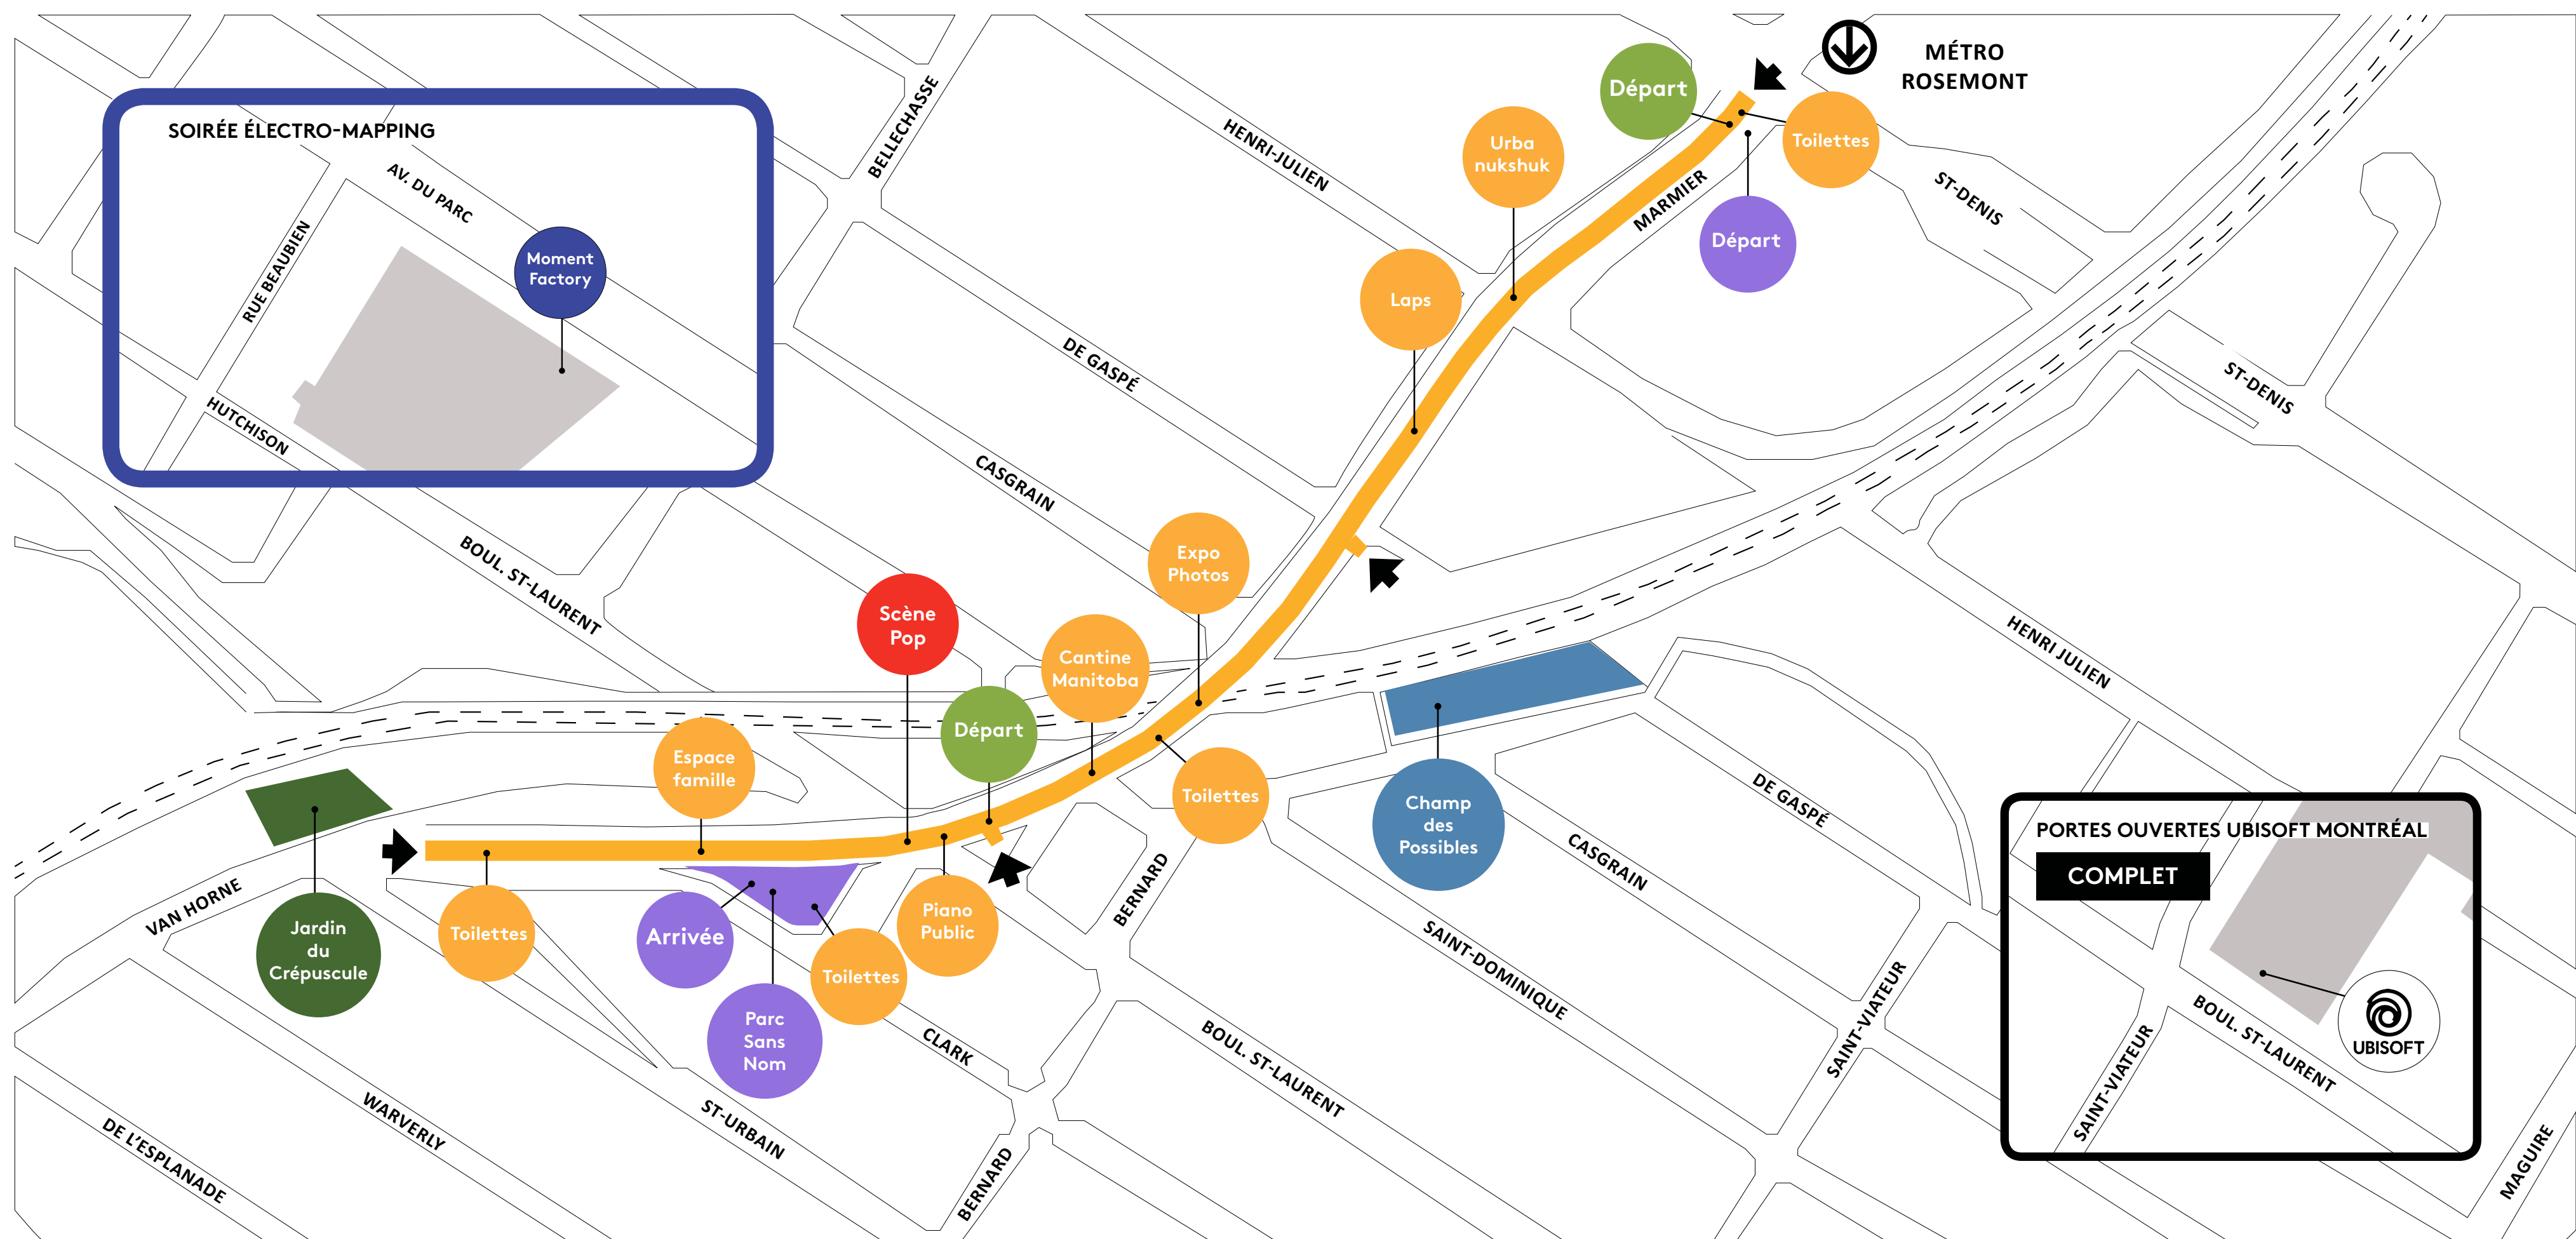 MÉTRO
ROSEMONT
Départ
Toilettes
Urba
nukshuk
HENRI-JULIEN
BELLECHASSE
MARMIER
ST-DENIS
Départ
Laps
SOIRÉE ÉLECTRO-MAPPING
AV. DU PARC
RUE BEAUBIEN
Moment
Factory
HUTCHISON
DE GASPÉ
ST-DENIS
CASGRAIN
BOUL. ST-LAURENT
Expo
Photos
Scène
Pop
Cantine
Manitoba
Départ
HENRI JULIEN
Espace
famille
Toilettes
Champ
des
Possibles
DE GASPÉ
CASGRAIN
PORTES OUVERTES UBISOFT MONTRÉAL
COMPLET
VAN HORNE
BERNARD
Jardin
du
Crépuscule
Toilettes
Arrivée
Piano
Public
Toilettes
Parc
Sans
Nom
SAINT-DOMINIQUE
SAINT-VIATEUR
BOUL. ST-LAURENT
UBISOFT
SAINT-VIATEUR
CLARK
BOUL. ST-LAURENT
WARVERLY
ST-URBAIN
DE L'ESPLANADE
BERNARD
MAGUIRE